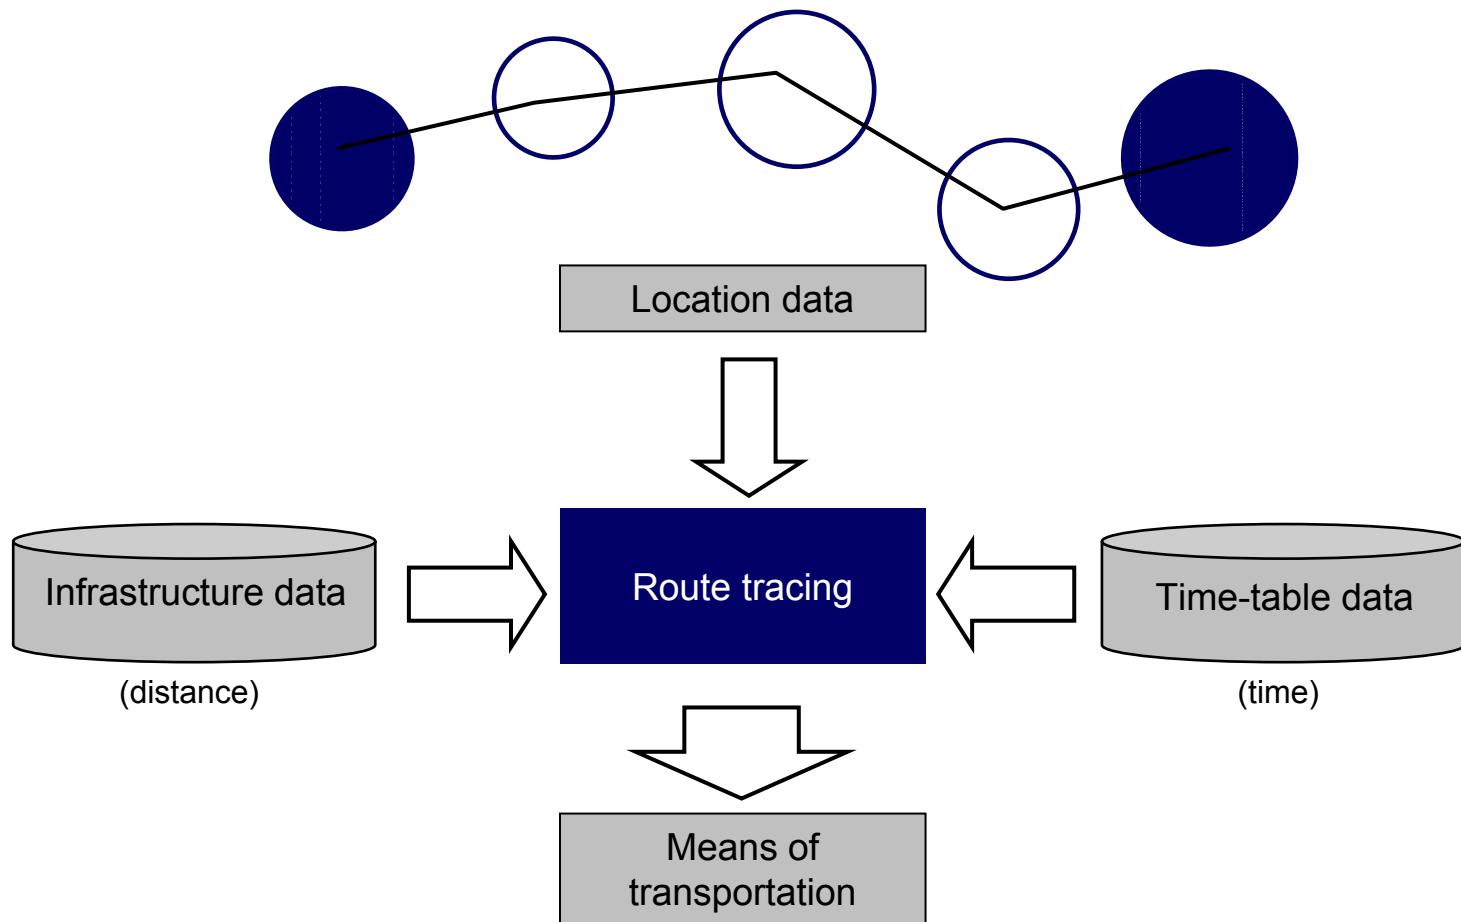 Location data
Infrastructure data
(distance)
Route tracing
Time-table data
(time)
Means of
transportation